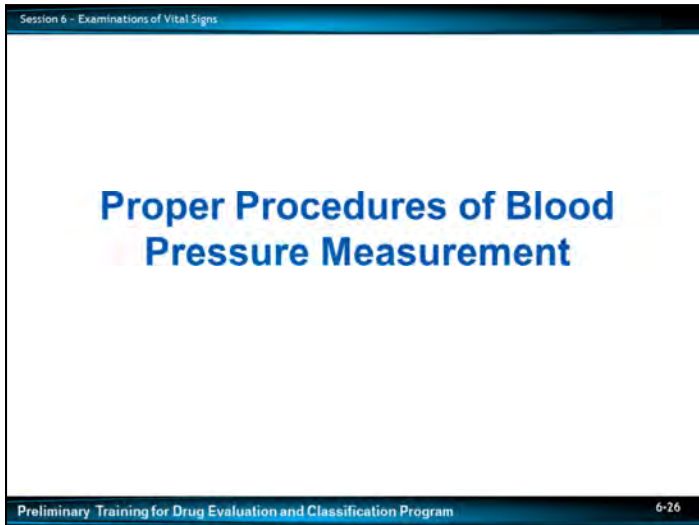 Session 6 - Examinations of Vital Signs
Proper Procedures of Blood
Pressure Measurement
Preliminary Training for Drug Evaluation and Classification Program 6-26